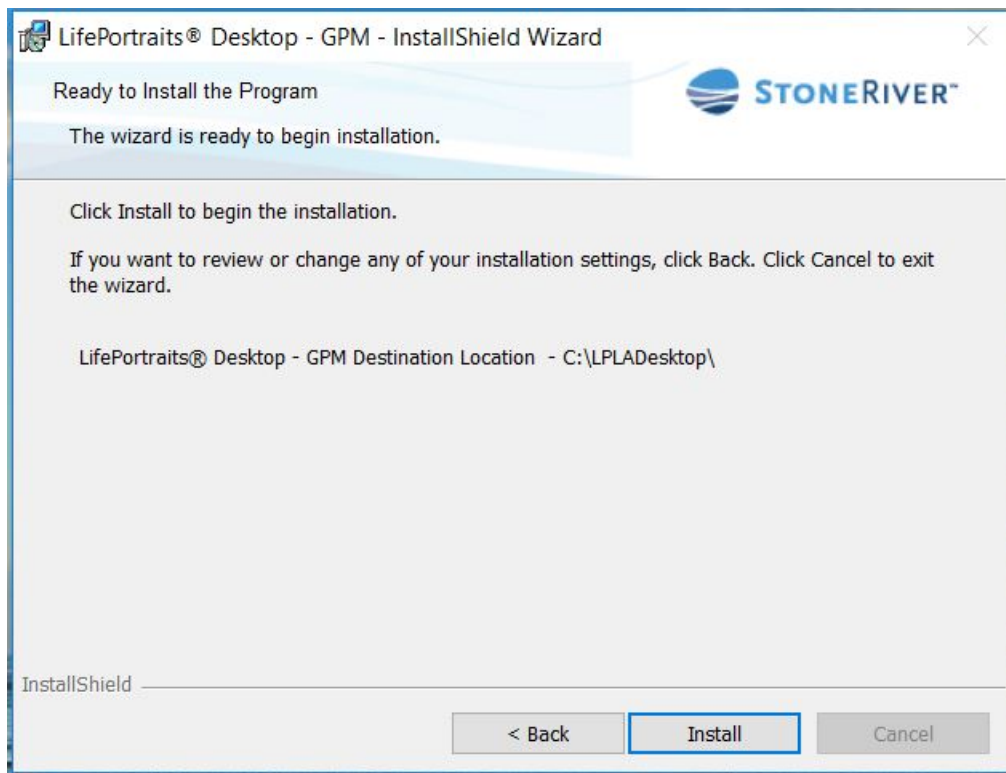 LifePortraits® Desktop - GPM - InstallShield Wizard
Ready to Install the Program
STONERIVER™
The wizard is ready to begin installation.
Click Install to begin the installation.
If you want to review or change any of your installation settings, click Back. Click Cancel to exit
the wizard.
LifePortraits® Desktop - GPM Destination Location - C:\LPLADesktop\
InstallShield
< Back
Install
Cancel